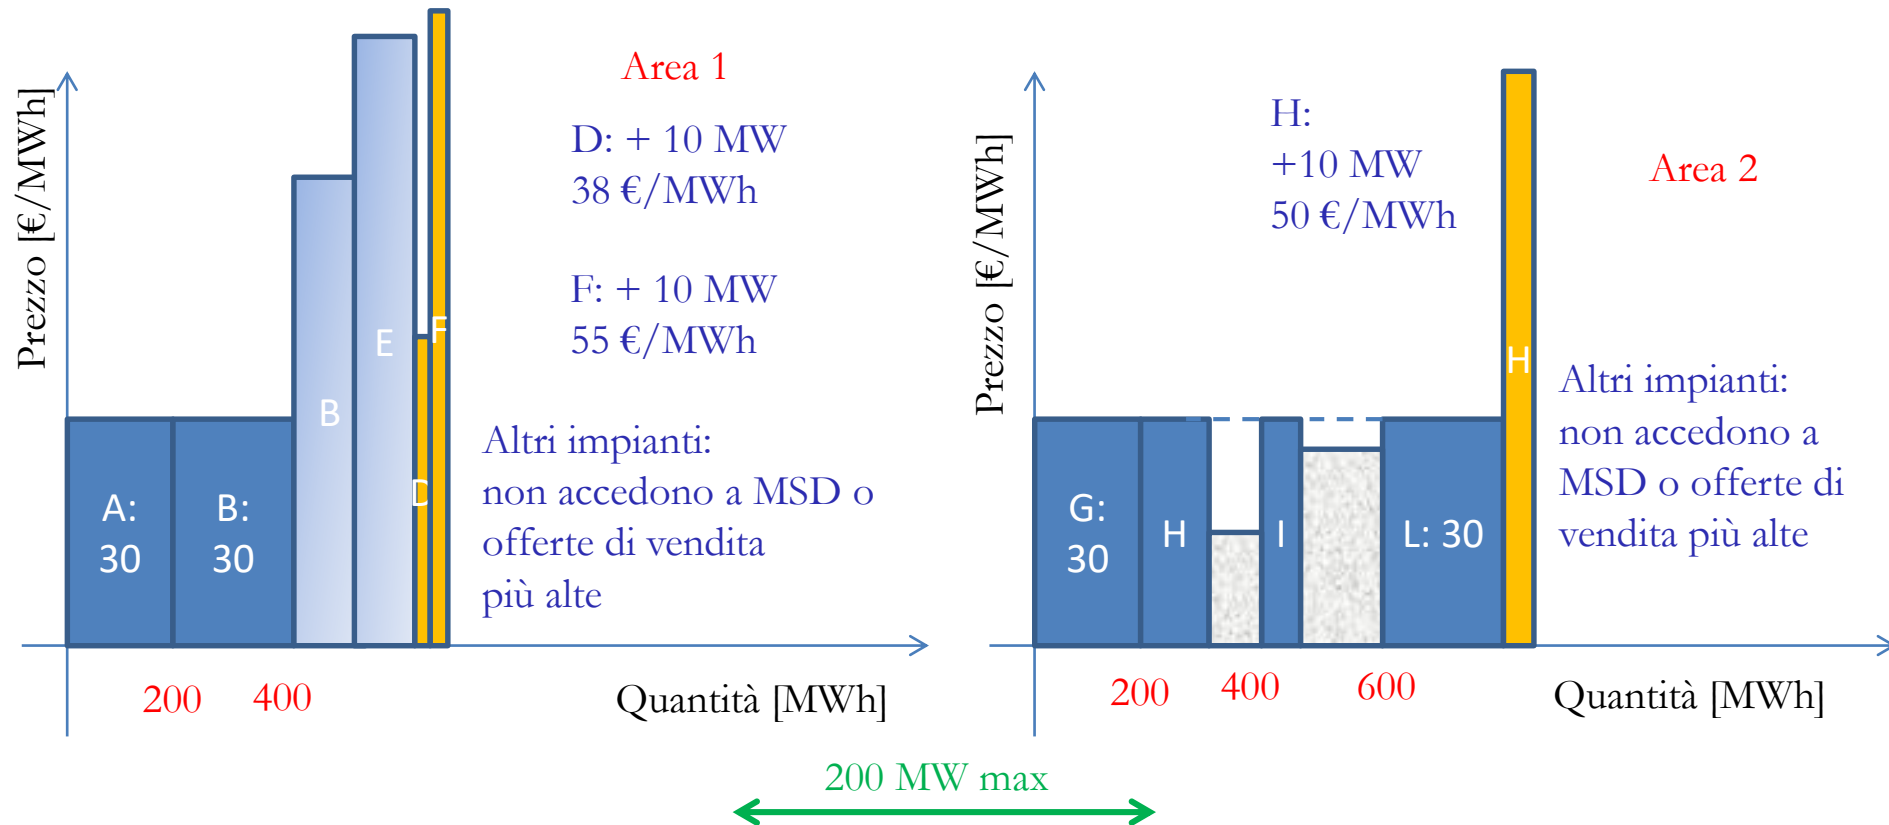 Prezzo [€/MWh]
Area 1
D: + 10 MW
38 €/MWh
F: + 10 MW
55 €/MWh
Altri impianti:
non accedono a MSD o
offerte di vendita
più alte
A:
30
B:
30
B
E
D
F
200
400
Quantità [MWh]
Prezzo [€/MWh]
H:
+10 MW
50 €/MWh
Area 2
Altri impianti:
non accedono a
MSD o offerte di
vendita più alte
G:
30
H
I
L: 30
H
200
400
600
Quantità [MWh]
200 MW max